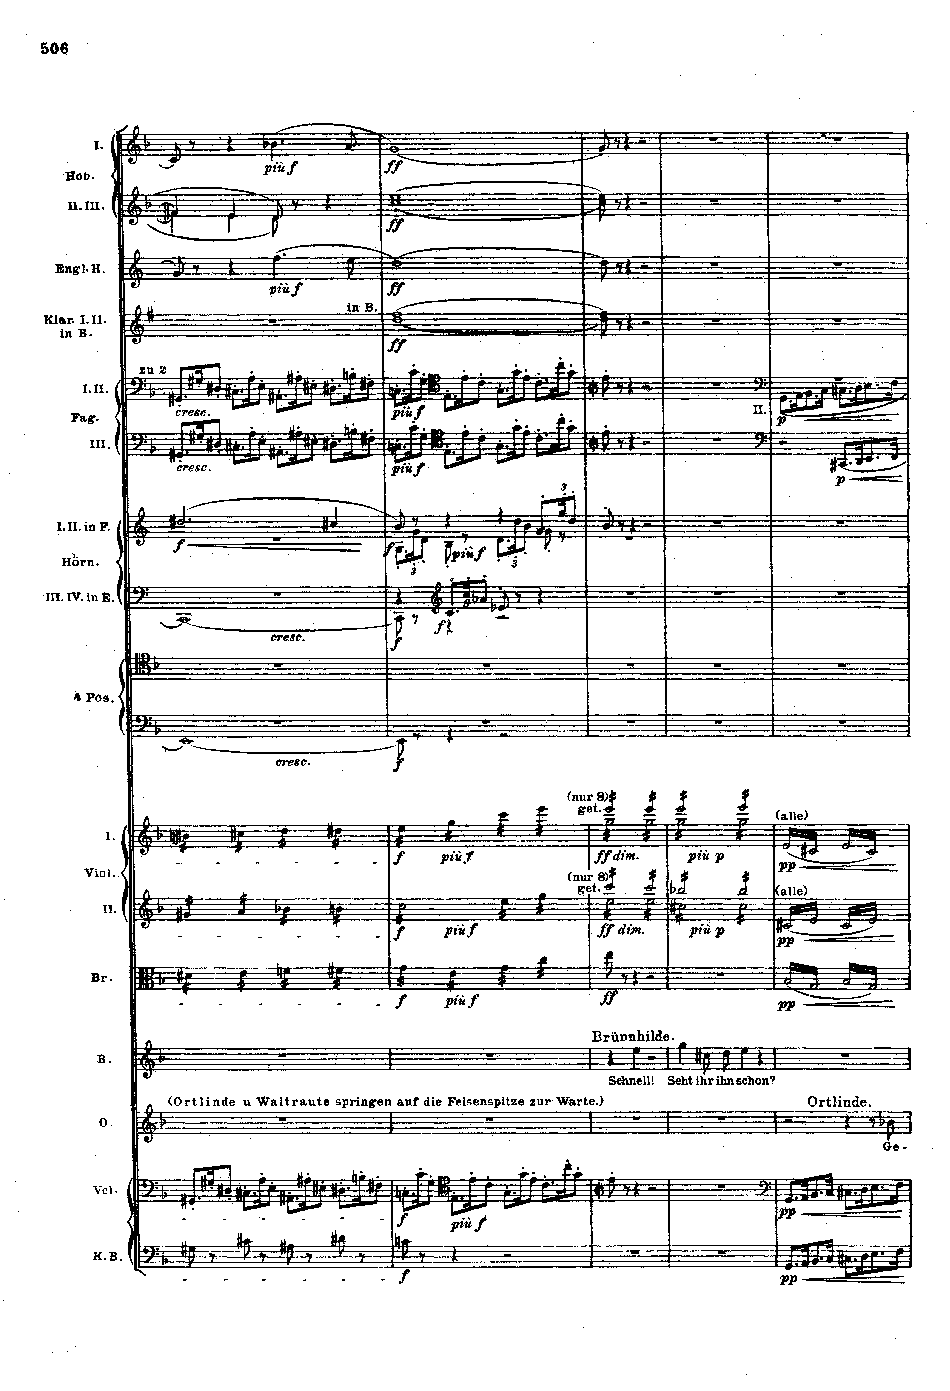 506
I.
Hob.
più f
ff
II. III.
ff
Engl. H.
più f
ff
in B.
Klar. I. II.
in B.
ff
zu 2
I. II.
cresc.
più f
II.
p
Fag.
III.
cresc.
più f
p
3
I. II. in F.
f
f
più f
3
3
Hörn.
III. IV. in E.
cresc.
f
f
4 Pos.
cresc.
f
(nur 8)
get.
(alle)
I.
f
più f
ff dim.
più p
pp
Viol.
(nur 8)
get.
(alle)
II.
f
più f
ff dim.
più p
pp
Br.
f
più f
ff
pp
Brünnhilde.
B.
Schnell! Seht ihr ihn schon?
(Ortlinde u Waltraute springen auf die Felsenspitze zur Warte.)
Ortlinde.
O.
Ge-
Vcl.
f
più f
pp
K.B.
f
pp